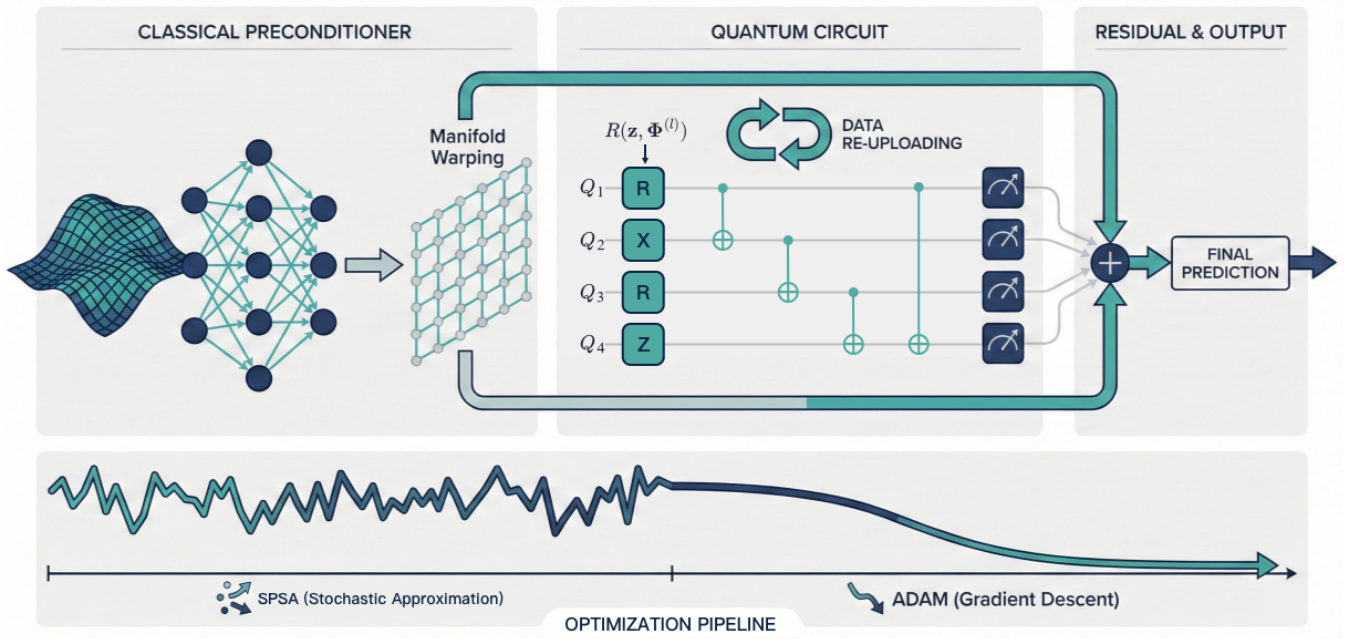 CLASSICAL PRECONDITIONER
QUANTUM CIRCUIT
RESIDUAL & OUTPUT
Manifold
Warping
R(z, Φ^(l))
DATA
RE-UPLOADING
Q₁ R
Q₂ X
Q₃ R
Q₄ Z
+
FINAL
PREDICTION
SPSA (Stochastic Approximation)
ADAM (Gradient Descent)
OPTIMIZATION PIPELINE